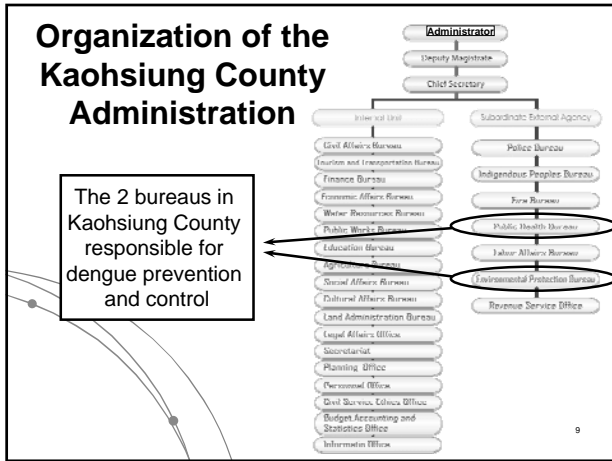 Organization of the
Kaohsiung County
Administration
Administrator
Deputy Magistrate
Chief Secretary
Internal Unit
Civil Affairs Bureau
Tourism and Transportation Bureau
Finance Bureau
Economic Affairs Bureau
Water Resources Bureau
Public Works Bureau
Education Bureau
Agriculture Bureau
Social Affairs Bureau
Cultural Affairs Bureau
Land Administration Bureau
Legal Affairs Office
Secretariat
Planning Office
Personnel Office
Civil Service Ethics Office
Budget,Accounting and
Statistics Office
Informatin Office
Subordinate External Agency
Police Bureau
Indigendous Peoples Bureau
Fire Bureau
Public Health Bureau
Labor Affairs Bureau
Environmental Protection Bureau
Revenue Service Office
The 2 bureaus in
Kaohsiung County
responsible for
dengue prevention
and control
9